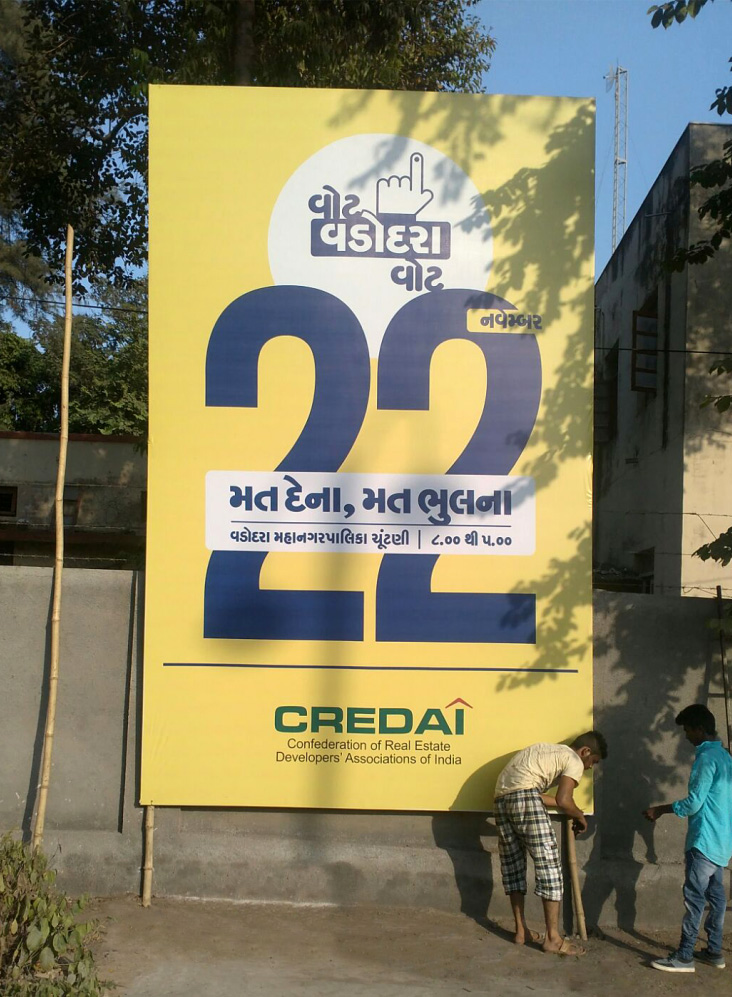 વોટ
વડોદરા
વોટ
22
નવેમ્બર
મત દેના, મત ભુલના
વડોદરા મહાનગરપાલિકા ચૂંટણી | ૮.૦૦ થી ૫.૦૦
CREDAI
Confederation of Real Estate
Developers' Associations of India